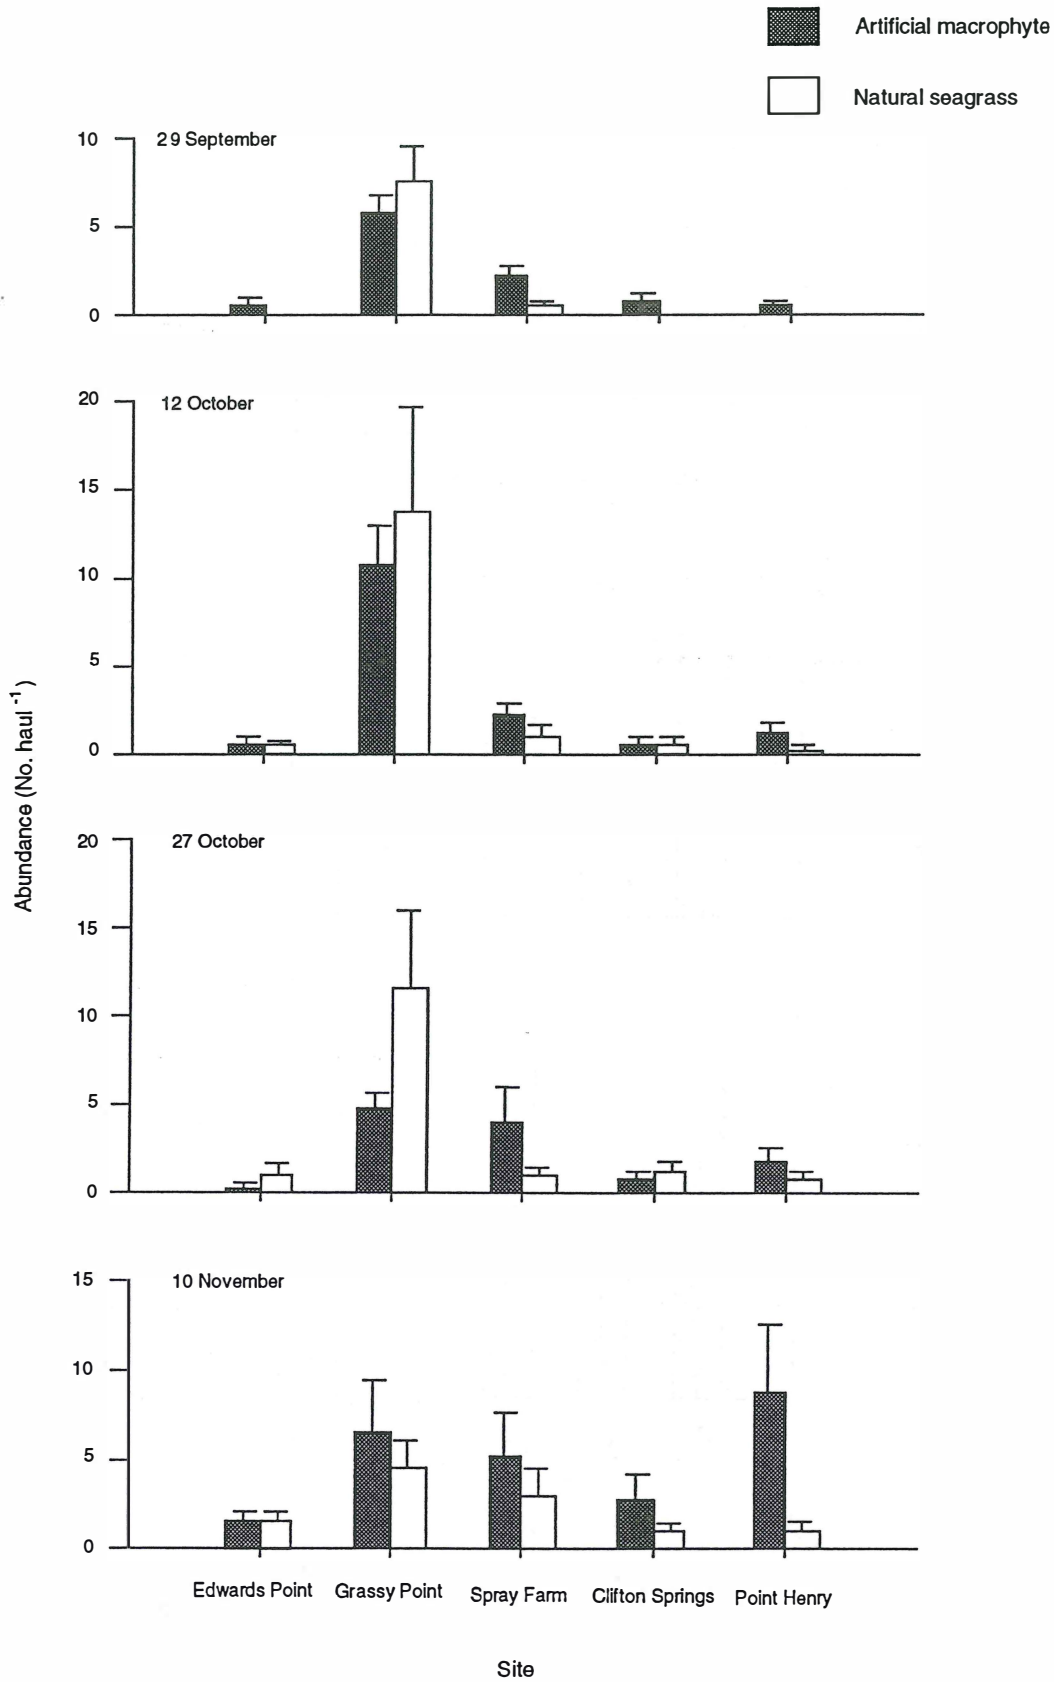 Artificial macrophyte
Natural seagrass
29 September
10
5
0
12 October
20
15
10
5
0
Abundance (No. haul -1)
27 October
20
15
10
5
0
10 November
15
10
5
0
Edwards Point Grassy Point Spray Farm Clifton Springs Point Henry
Site